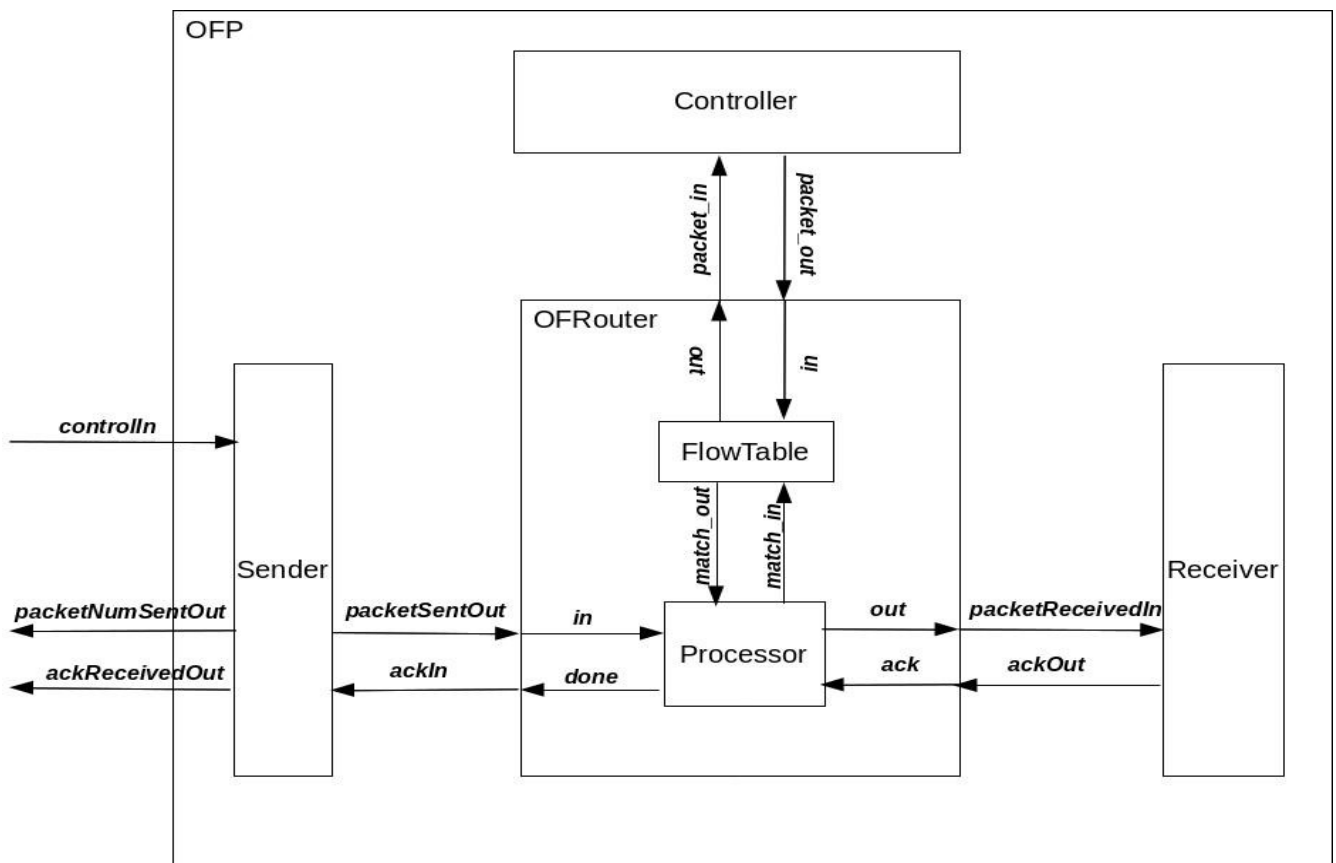 OFP
Controller
packet_in
packet_out
OFRouter
out
in
controlIn
FlowTable
match_out
match_in
Sender
Receiver
packetNumSentOut
packetSentOut
in
out
packetReceivedIn
Processor
ackReceivedOut
ackIn
done
ack
ackOut